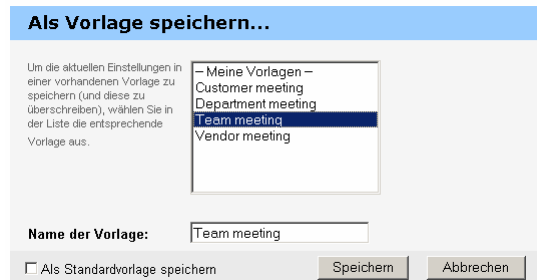 Als Vorlage speichern...
Um die aktuellen Einstellungen in
einer vorhandenen Vorlage zu
speichern (und diese zu
überschreiben), wählen Sie in
der Liste die entsprechende
Vorlage aus.
– Meine Vorlagen –
Customer meeting
Department meeting
Team meeting
Vendor meeting
Name der Vorlage: Team meeting
Als Standardvorlage speichern Speichern Abbrechen